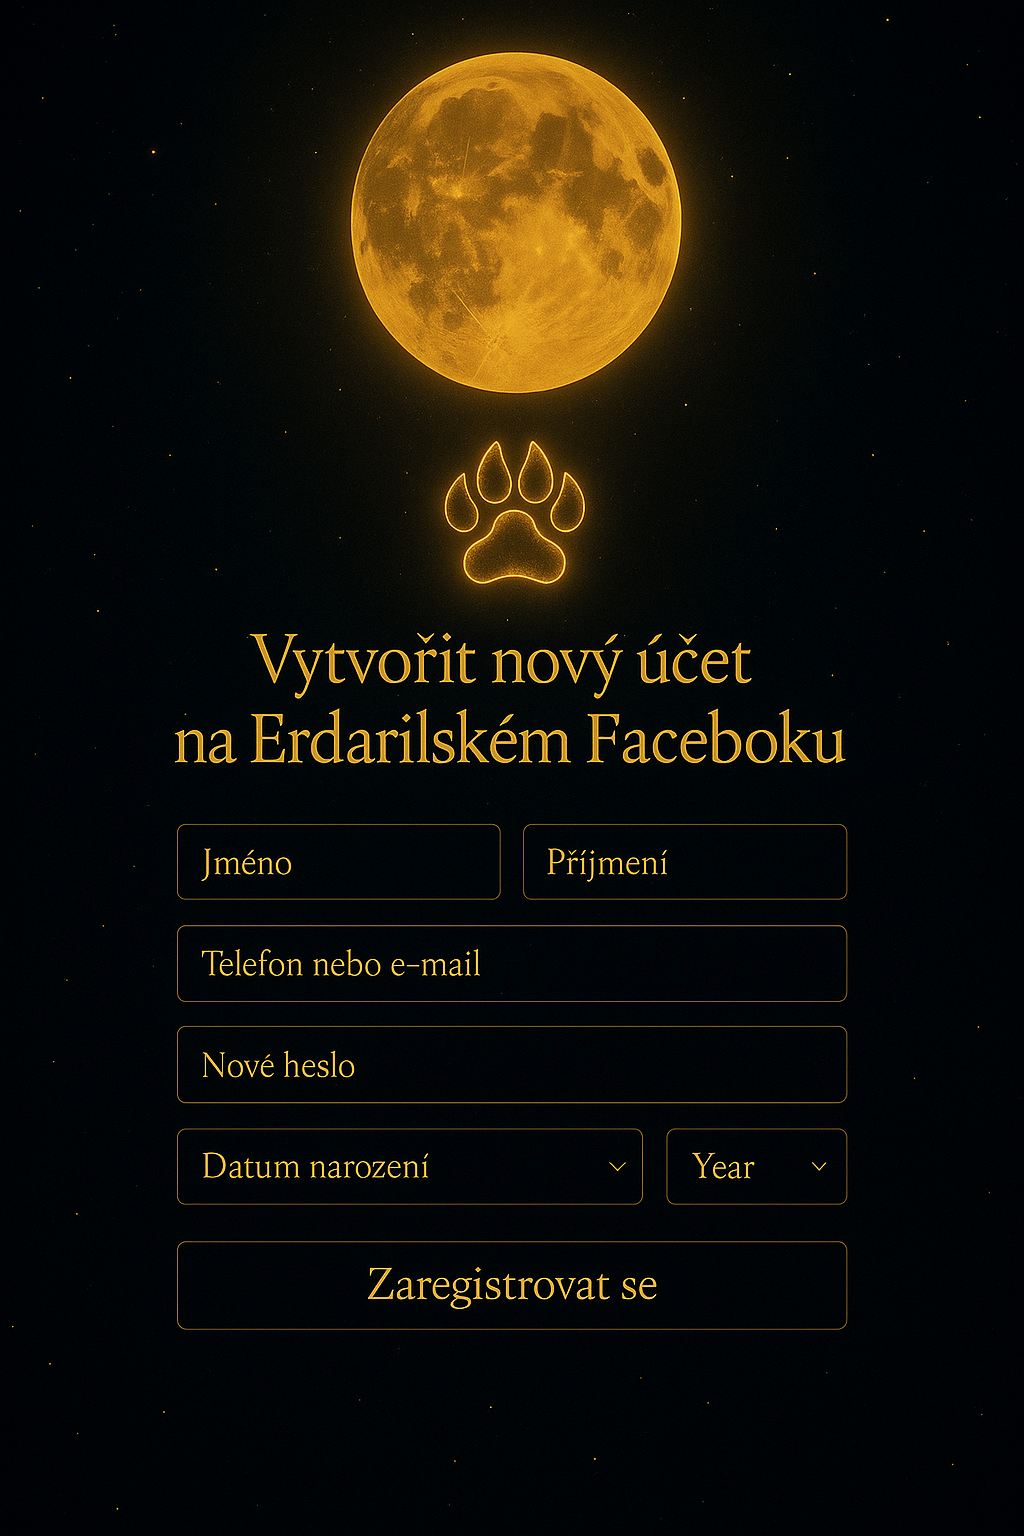 Vytvořit nový účet
na Erdarilském Faceboku
Jméno
Příjmení
Telefon nebo e-mail
Nové heslo
Datum narození
Year
Zaregistrovat se